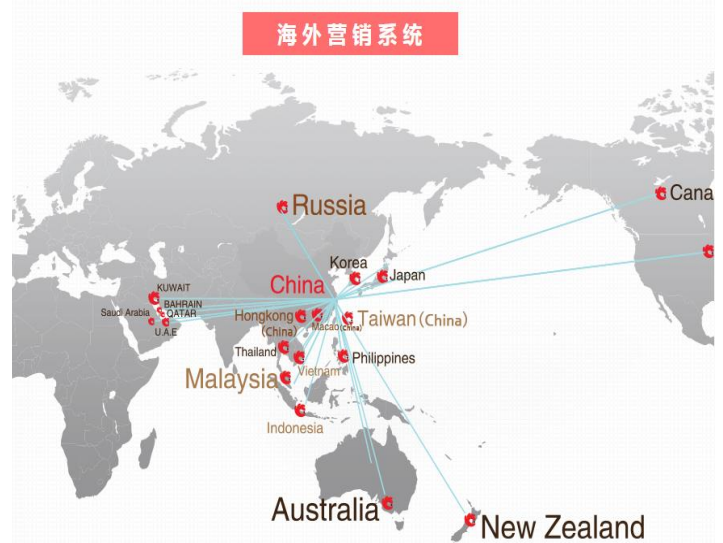 海外营销系统
Russia
Cana
Korea
Japan
China
KUWAIT
BAHRAIN
Saudi Arabia
QATAR
U.A.E
Hongkong
(China)
Macao(China)
Taiwan(China)
Thailand
Vietnam
Philippines
Malaysia
Indonesia
Australia
New Zealand